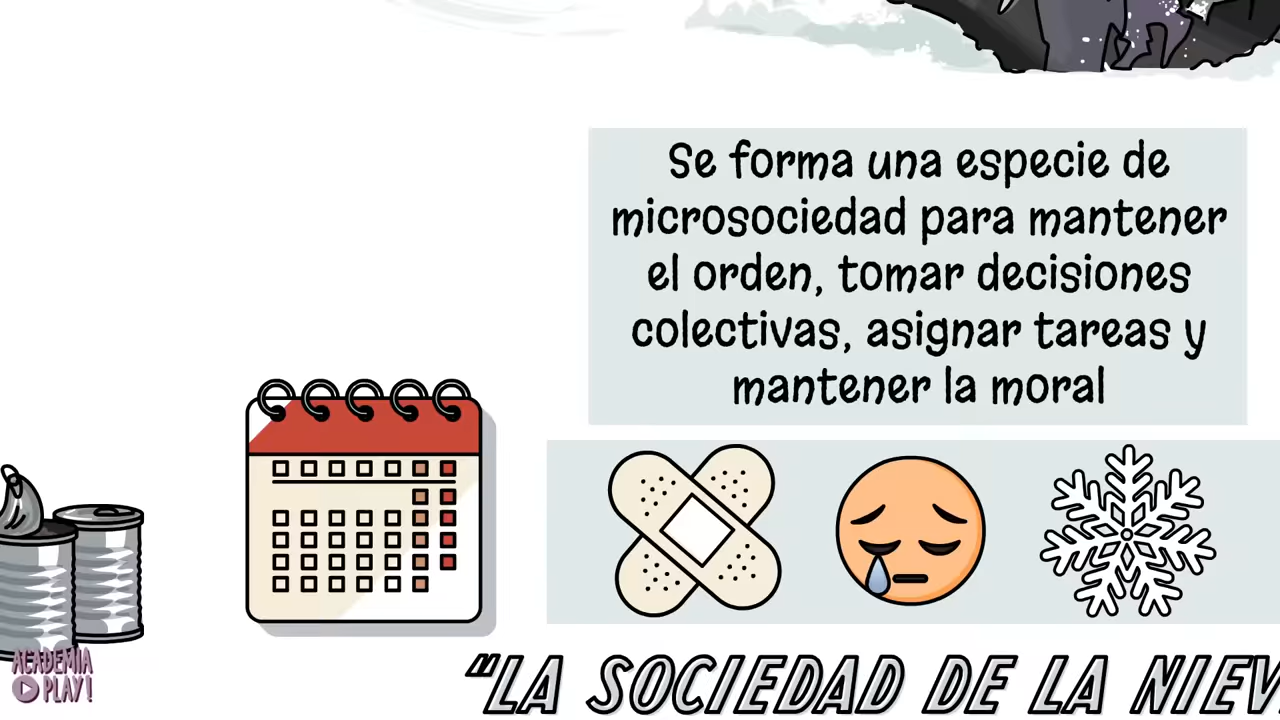 Se forma una especie de
microsociedad para mantener
el orden, tomar decisiones
colectivas, asignar tareas y
mantener la moral
"LA SOCIEDAD DE LA NIEV
ACADEMIA
PLAY!